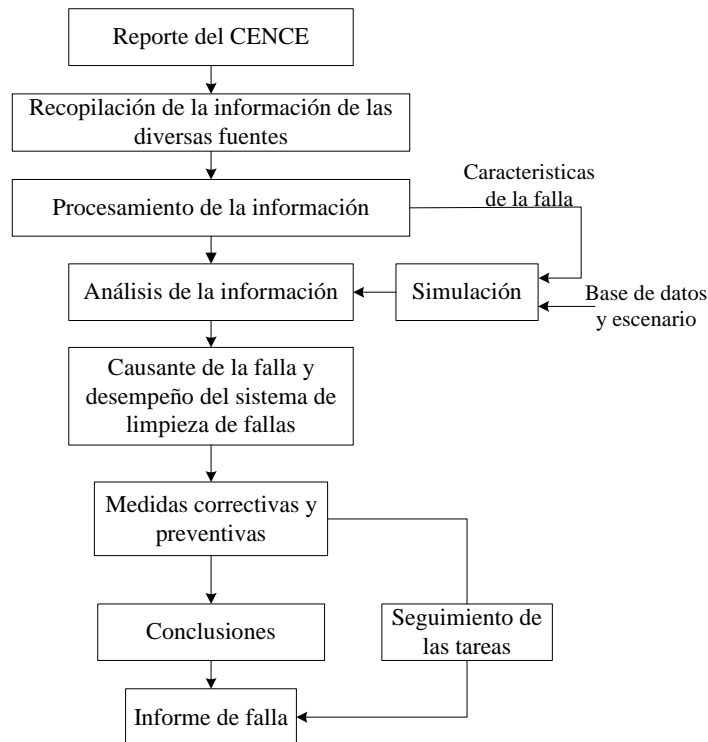 Reporte del CENCE
Recopilación de la información de las
diversas fuentes
Procesamiento de la información
Caracteristicas
de la falla
Análisis de la información
Simulación
Base de datos
y escenario
Causante de la falla y
desempeño del sistema de
limpieza de fallas
Medidas correctivas y
preventivas
Conclusiones
Seguimiento de
las tareas
Informe de falla